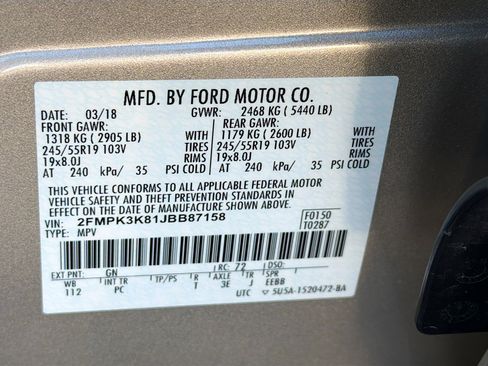 MFD. BY FORD MOTOR CO.
DATE: 03/18 GVWR: 2468 KG ( 5440 LB)
FRONT GAWR: REAR GAWR:
1318 KG ( 2905 LB) WITH 1179 KG ( 2600 LB) WITH
245/55R19 103V TIRES 245/55R19 103V TIRES
19x8.0J RIMS 19x8.0J RIMS
AT 240 kPa/ 35 PSI COLD AT 240 kPa/ 35 PSI COLD
THIS VEHICLE CONFORMS TO ALL APPLICABLE FEDERAL MOTOR
VEHICLE SAFETY AND THEFT PREVENTION STANDARDS IN EFFECT ON THE DATE OF MANUFACTURE SHOWN ABOVE.
VIN: 2FMPK3K81JBB87158 F0150
TYPE: MPV T0287
EXT PNT: GN RC: 72 DSO:
WB INT TR TP/PS R AXLE TR SPR
112 PC T 3E J EEBB
UTC 5U5A-1520472-BA